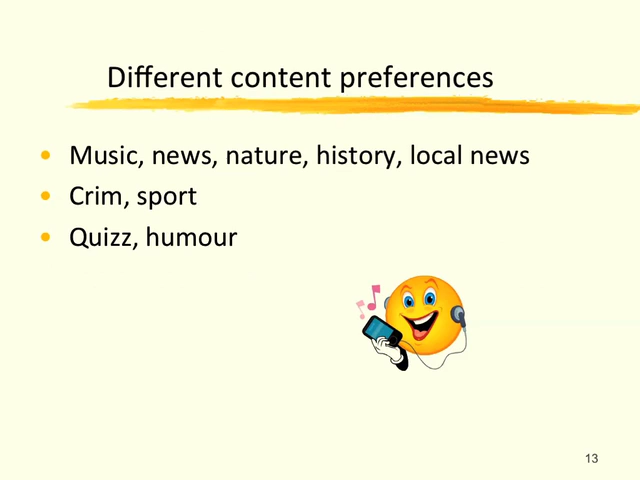 Different content preferences
• Music, news, nature, history, local news
• Crim, sport
• Quizz, humour
13